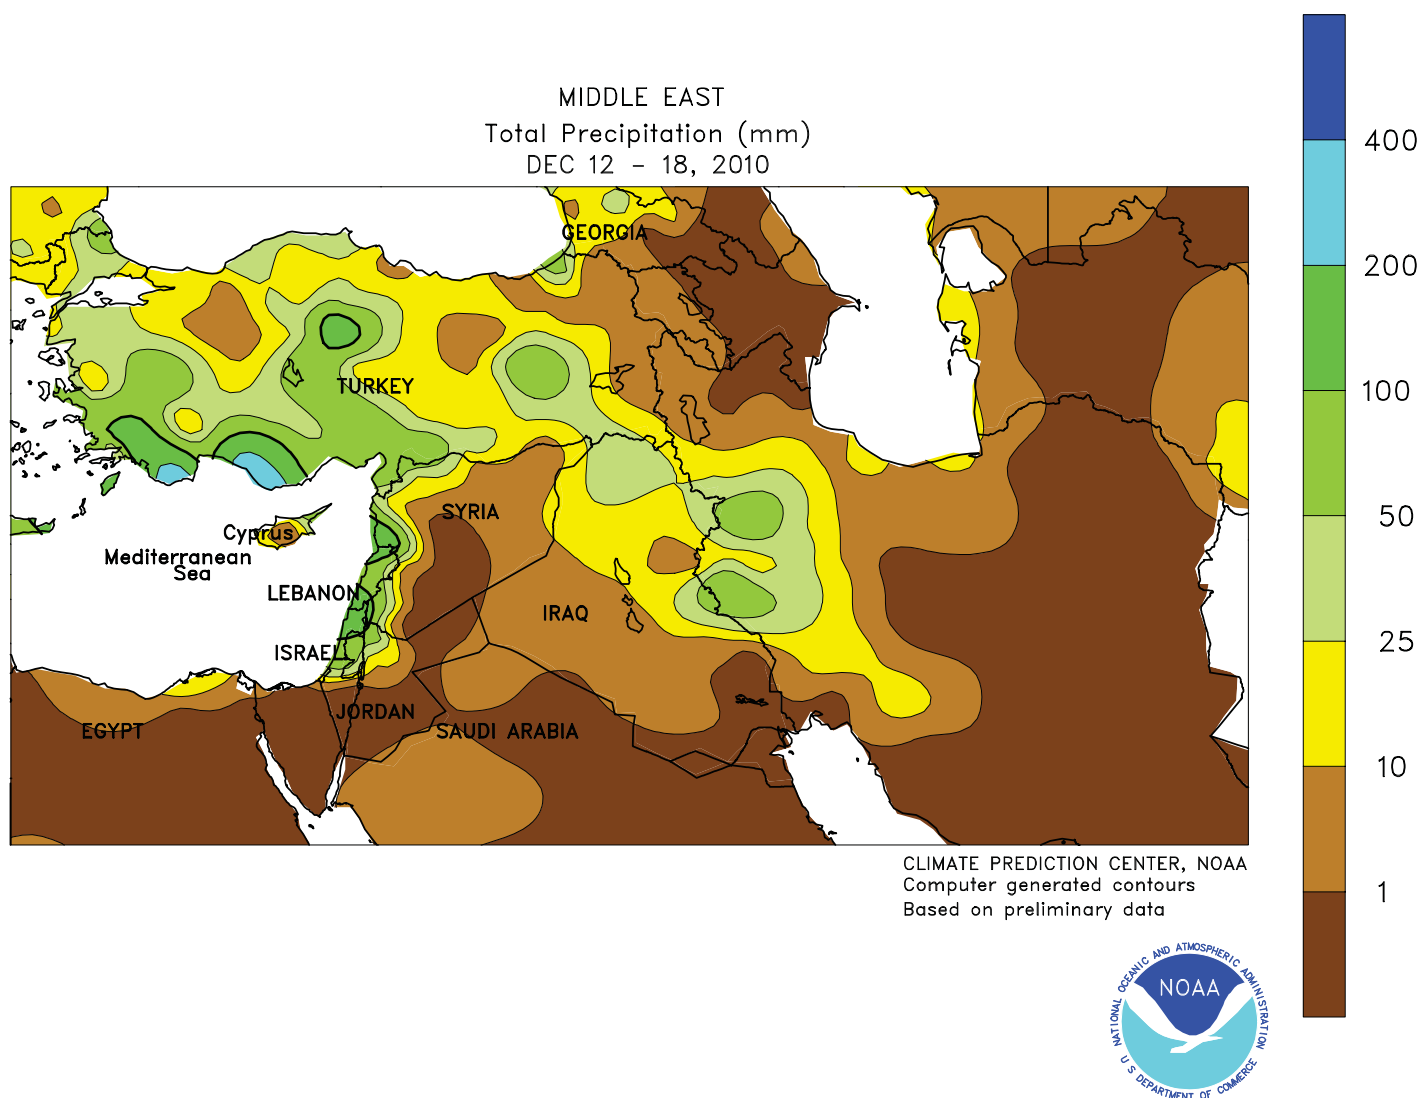 MIDDLE EAST
Total Precipitation (mm)
DEC 12 - 18, 2010
400
200
100
50
25
10
1
GEORGIA
TURKEY
SYRIA
Cyprus
Mediterranean
Sea
LEBANON
IRAQ
ISRAEL
JORDAN
EGYPT
SAUDI ARABIA
CLIMATE PREDICTION CENTER, NOAA
Computer generated contours
Based on preliminary data
NATIONAL OCEANIC AND ATMOSPHERIC ADMINISTRATION
NOAA
U S DEPARTMENT OF COMMERCE